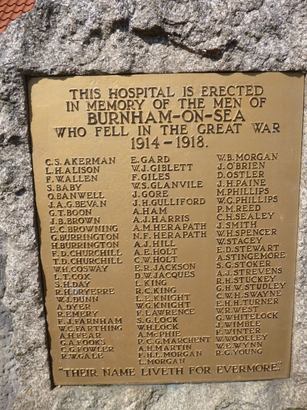 THIS HOSPITAL IS ERECTED
IN MEMORY OF THE MEN OF
BURNHAM-ON-SEA
WHO FELL IN THE GREAT WAR
1914-1918.
C.S. AKERMAN
L.H. ALISON
F. WALLEN
S. BABY
O. BANWELL
J.A.G. BEVAN
G.T. BOON
J.B. BROWN
E.C. BROWNING
G. BURRINGTON
H. BURRINGTON
F.D. CHURCHILL
T.D. CHURCHILL
W.H. COSWAY
L.T. COX
S.H. DAY
R.H. DRYERRE
W.J. DUNN
A. DYER
R. EMERY
F.J. FARNHAM
W.C. FARTHING
A.H. FEAR
G.A. FOOKS
C.G. FOWLER
R.W. GALE
E. GARD
W.J. GIBLETT
F. GILES
W.S. GLANVILLE
J. GORE
J.H. GULLIFORD
A. HAM
A.J.J. HARRIS
A.M. HERAPATH
N.F. HERAPATH
A.J. HILL
A.E. HOLT
C.W. HOLT
E.R. JACKSON
D.W. JACQUES
L. KING
R.C. KING
L.F. KNIGHT
W.G. KNIGHT
F. LAWRENCE
S.G. LOCK
W.H. LOCK
A. MCPHIE
P.C.G. MARCHENT
A.H. MARTIN
F.H.L. MORGAN
L. MORGAN
W.B. MORGAN
J. O'BRIEN
D. OSTLER
J.H. PAINE
M. PHILLIPS
W.G. PHILLIPS
P.M. REED
C.H. SEALEY
J. SMITH
W.H. SPENCER
W. STACEY
E.D. STEWART
A. STINGEMORE
S.G. STOKER
A.J. STREVENS
R.H. STUCKEY
G.H.W. STUDLEY
C.W.H. SWAYNE
F.H.H. TURNER
W.R. WEST
G. WHITELOCK
J. WIMBLE
F. WINTER
W. WOOLLEY
W.E. WYNN
R.G. YOUNG
"THEIR NAME LIVETH FOR EVERMORE."